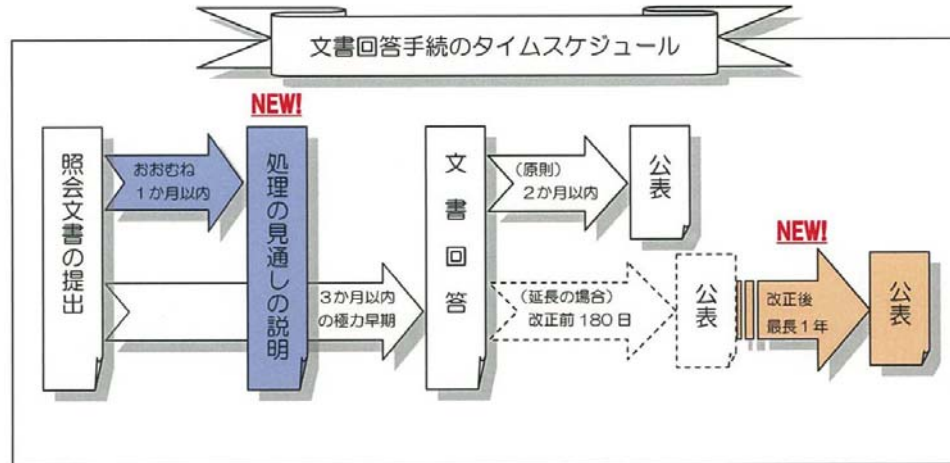 文書回答手続のタイムスケジュール
NEW!
照会文書の提出
おおむね
1か月以内
処理の見通しの説明
3か月以内
の極力早期
文書回答
(原則)
2か月以内
公表
(延長の場合)
改正前180日
公表
NEW!
改正後
最長1年
公表